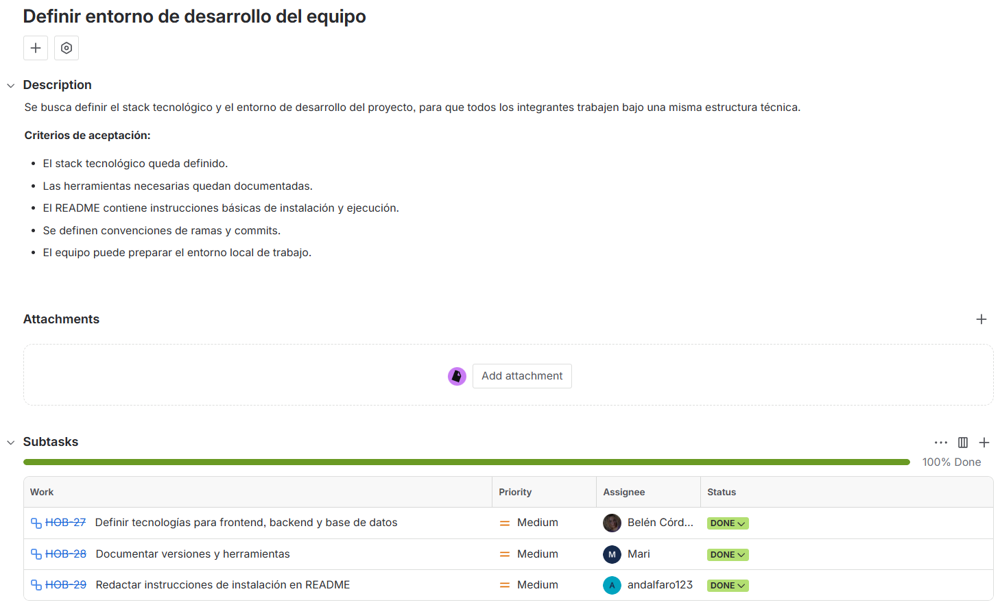 Definir entorno de desarrollo del equipo
Description
Se busca definir el stack tecnológico y el entorno de desarrollo del proyecto, para que todos los integrantes trabajen bajo una misma estructura técnica.
Criterios de aceptación:
• El stack tecnológico queda definido.
• Las herramientas necesarias quedan documentadas.
• El README contiene instrucciones básicas de instalación y ejecución.
• Se definen convenciones de ramas y commits.
• El equipo puede preparar el entorno local de trabajo.
Attachments
Add attachment
Subtasks
100% Done
Work Priority Assignee Status
HOB-27 Definir tecnologías para frontend, backend y base de datos Medium Belén Córd... DONE
HOB-28 Documentar versiones y herramientas Medium M Mari DONE
HOB-29 Redactar instrucciones de instalación en README Medium A andalfaro123 DONE